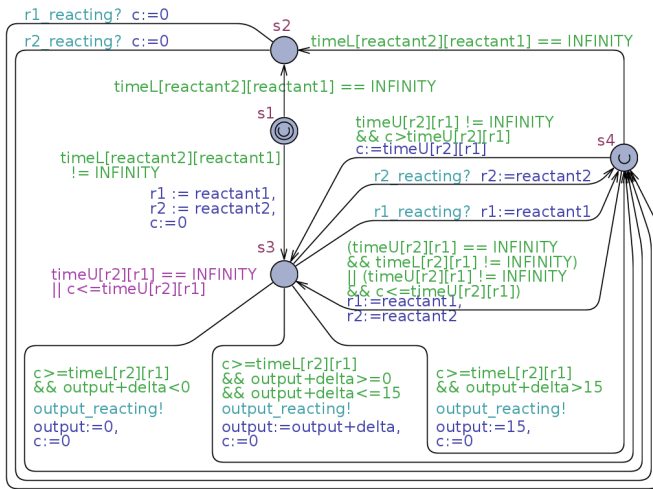 r1_reacting? c:=0
s2
r2_reacting? c:=0
timeL[reactant2][reactant1] == INFINITY
timeL[reactant2][reactant1] == INFINITY
s1
timeU[r2][r1] != INFINITY
&& c>timeU[r2][r1]
c:=timeU[r2][r1]
s4
timeL[reactant2][reactant1]
!= INFINITY
r2_reacting? r2:=reactant2
r1 := reactant1,
r2 := reactant2,
c:=0
r1_reacting? r1:=reactant1
s3
(timeU[r2][r1] == INFINITY
&& timeL[r2][r1] != INFINITY)
|| (timeU[r2][r1] != INFINITY
&& c<=timeU[r2][r1])
r1:=reactant1,
r2:=reactant2
timeU[r2][r1] == INFINITY
|| c<=timeU[r2][r1]
c>=timeL[r2][r1]
&& output+delta<0
output_reacting!
output:=0,
c:=0
c>=timeL[r2][r1]
&& output+delta>=0
&& output+delta<=15
output_reacting!
output:=output+delta,
c:=0
c>=timeL[r2][r1]
&& output+delta>15
output_reacting!
output:=15,
c:=0